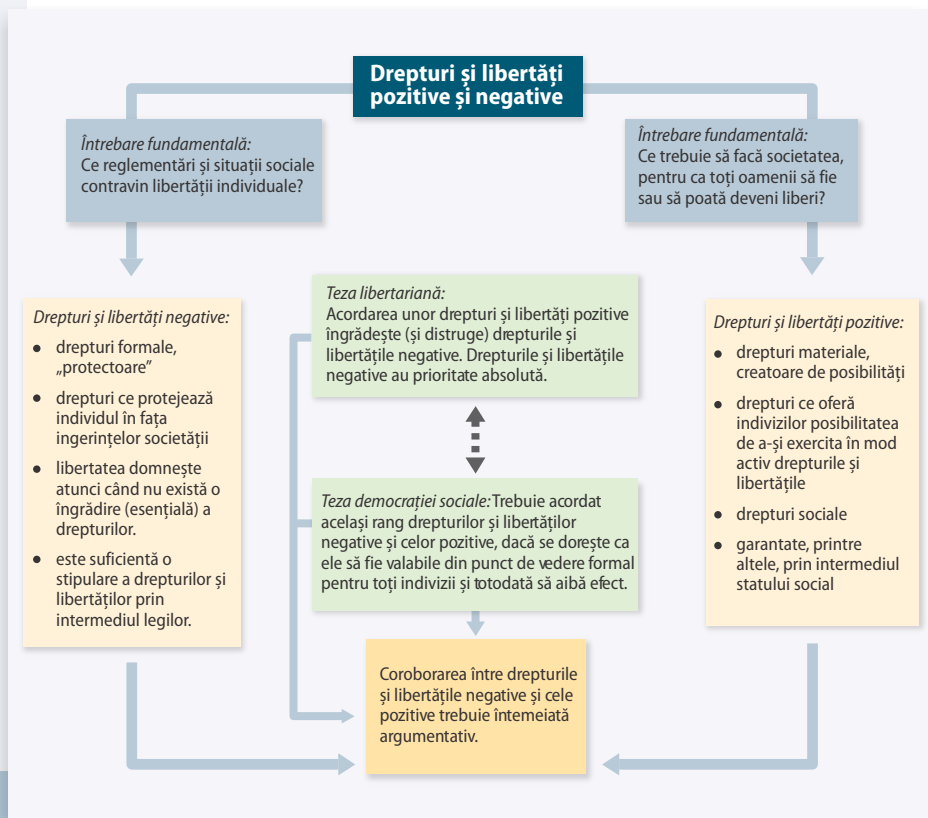 Drepturi și libertăți
pozitive și negative
Întrebare fundamentală:
Ce reglementări și situații sociale
contravin libertății individuale?
Întrebare fundamentală:
Ce trebuie să facă societatea,
pentru ca toți oamenii să fie
sau să poată deveni liberi?
Drepturi și libertăți negative:
• drepturi formale,
„protectoare”
• drepturi ce protejează
individul în fața
ingerințelor societății
• libertatea domnește
atunci când nu există o
îngrădire (esențială) a
drepturilor.
• este suficientă o
stipulare a drepturilor și
libertăților prin
intermediul legilor.
Teza libertariană:
Acordarea unor drepturi și libertăți pozitive
îngrădește (și distruge) drepturile și
libertățile negative. Drepturile și libertățile
negative au prioritate absolută.
Teza democrației sociale: Trebuie acordat
același rang drepturilor și libertăților
negative și celor pozitive, dacă se dorește ca
ele să fie valabile din punct de vedere formal
pentru toți indivizii și totodată să aibă efect.
Coroborarea între drepturile
și libertățile negative și cele
pozitive trebuie întemeiată
argumentativ.
Drepturi și libertăți pozitive:
• drepturi materiale,
creatoare de posibilități
• drepturi ce oferă
indivizilor posibilitatea
de a-și exercita în mod
activ drepturile și
libertățile
• drepturi sociale
• garantate, printre
altele, prin intermediul
statului social